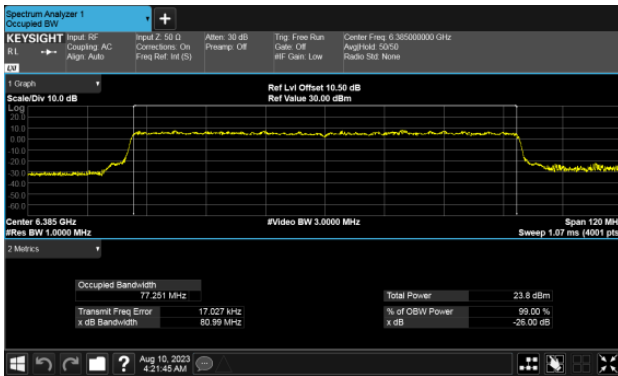 Spectrum Analyzer 1
Occupied BW
KEYSIGHT
RL
Input: RF
Coupling: AC
Align: Auto
Input Z: 50 Ω
Corrections: On
Freq Ref: Int (S)
Atten: 30 dB
Preamp: Off
Trig: Free Run
Gate: Off
#IF Gain: Low
Center Freq: 6.385000000 GHz
Avg|Hold: 50/50
Radio Std: None
LXI
1 Graph
Scale/Div 10.0 dB
Ref Lvl Offset 10.50 dB
Ref Value 30.00 dBm
Log
20.0
10.0
0.00
-10.0
-20.0
-30.0
-40.0
-50.0
-60.0
Center 6.385 GHz
#Res BW 1.0000 MHz
#Video BW 3.0000 MHz
Span 120 MH
Sweep 1.07 ms (4001 pts
2 Metrics
Occupied Bandwidth
77.251 MHz
Transmit Freq Error 17.027 kHz
x dB Bandwidth 80.99 MHz
Total Power 23.8 dBm
% of OBW Power 99.00 %
x dB -26.00 dB
? Aug 10, 2023
4:21:45 AM